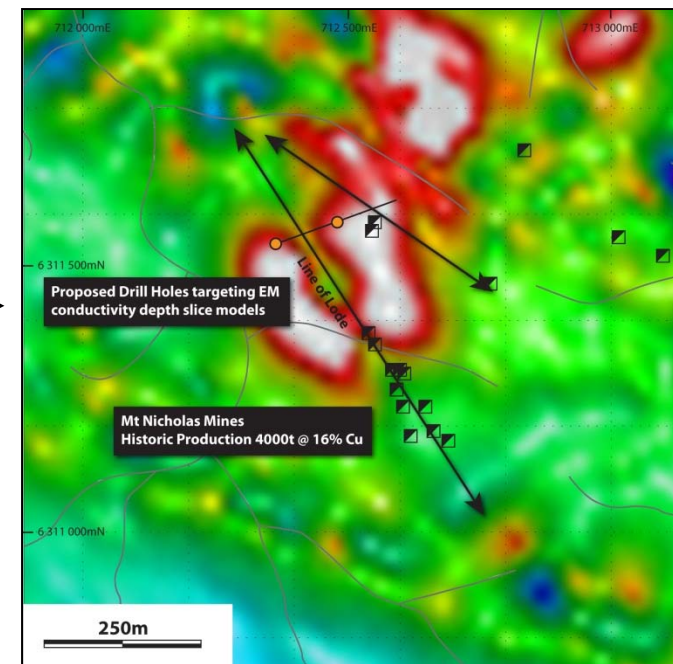 712 000mE
712 500mE
713 000mE
6 311 500mN
Line of Lode
Proposed Drill Holes targeting EM
conductivity depth slice models
Mt Nicholas Mines
Historic Production 4000t @ 16% Cu
6 311 000mN
250m